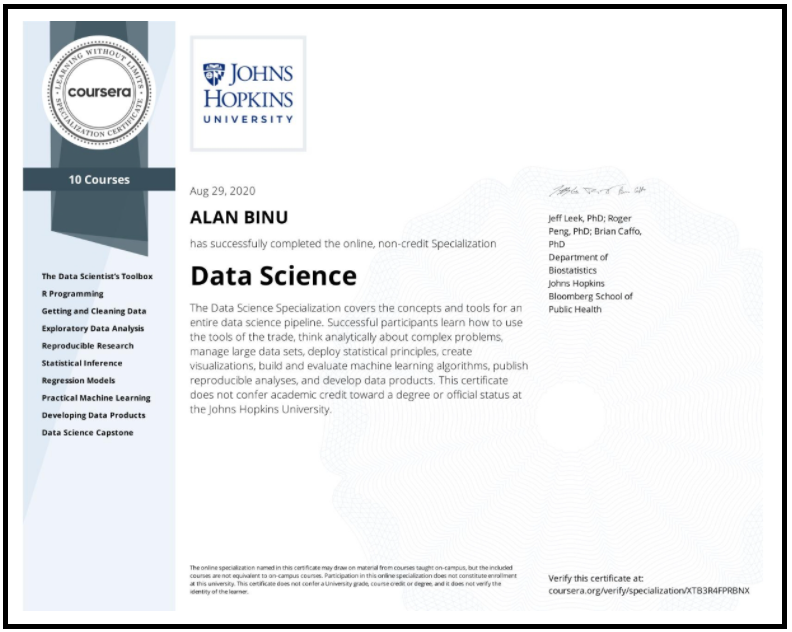 LEARNING WITHOUT LIMITS
coursera
SPECIALIZATION CERTIFICATE
10 Courses
The Data Scientist's Toolbox
R Programming
Getting and Cleaning Data
Exploratory Data Analysis
Reproducible Research
Statistical Inference
Regression Models
Practical Machine Learning
Developing Data Products
Data Science Capstone
JOHNS
HOPKINS
UNIVERSITY
Aug 29, 2020
ALAN BINU
has successfully completed the online, non-credit Specialization
Data Science
The Data Science Specialization covers the concepts and tools for an
entire data science pipeline. Successful participants learn how to use
the tools of the trade, think analytically about complex problems,
manage large data sets, deploy statistical principles, create
visualizations, build and evaluate machine learning algorithms, publish
reproducible analyses, and develop data products. This certificate
does not confer academic credit toward a degree or official status at
the Johns Hopkins University.
Jeff Leek, PhD; Roger
Peng, PhD; Brian Caffo,
PhD
Department of
Biostatistics
Johns Hopkins
Bloomberg School of
Public Health
The online specialization named in this certificate may draw on material from courses taught on-campus, but the included
courses are not equivalent to on-campus courses. Participation in this online specialization does not constitute enrollment
at this university. This certificate does not confer a University grade, course credit or degree, and it does not verify the
identity of the learner.
Verify this certificate at:
coursera.org/verify/specialization/XTB3R4FPRBNX